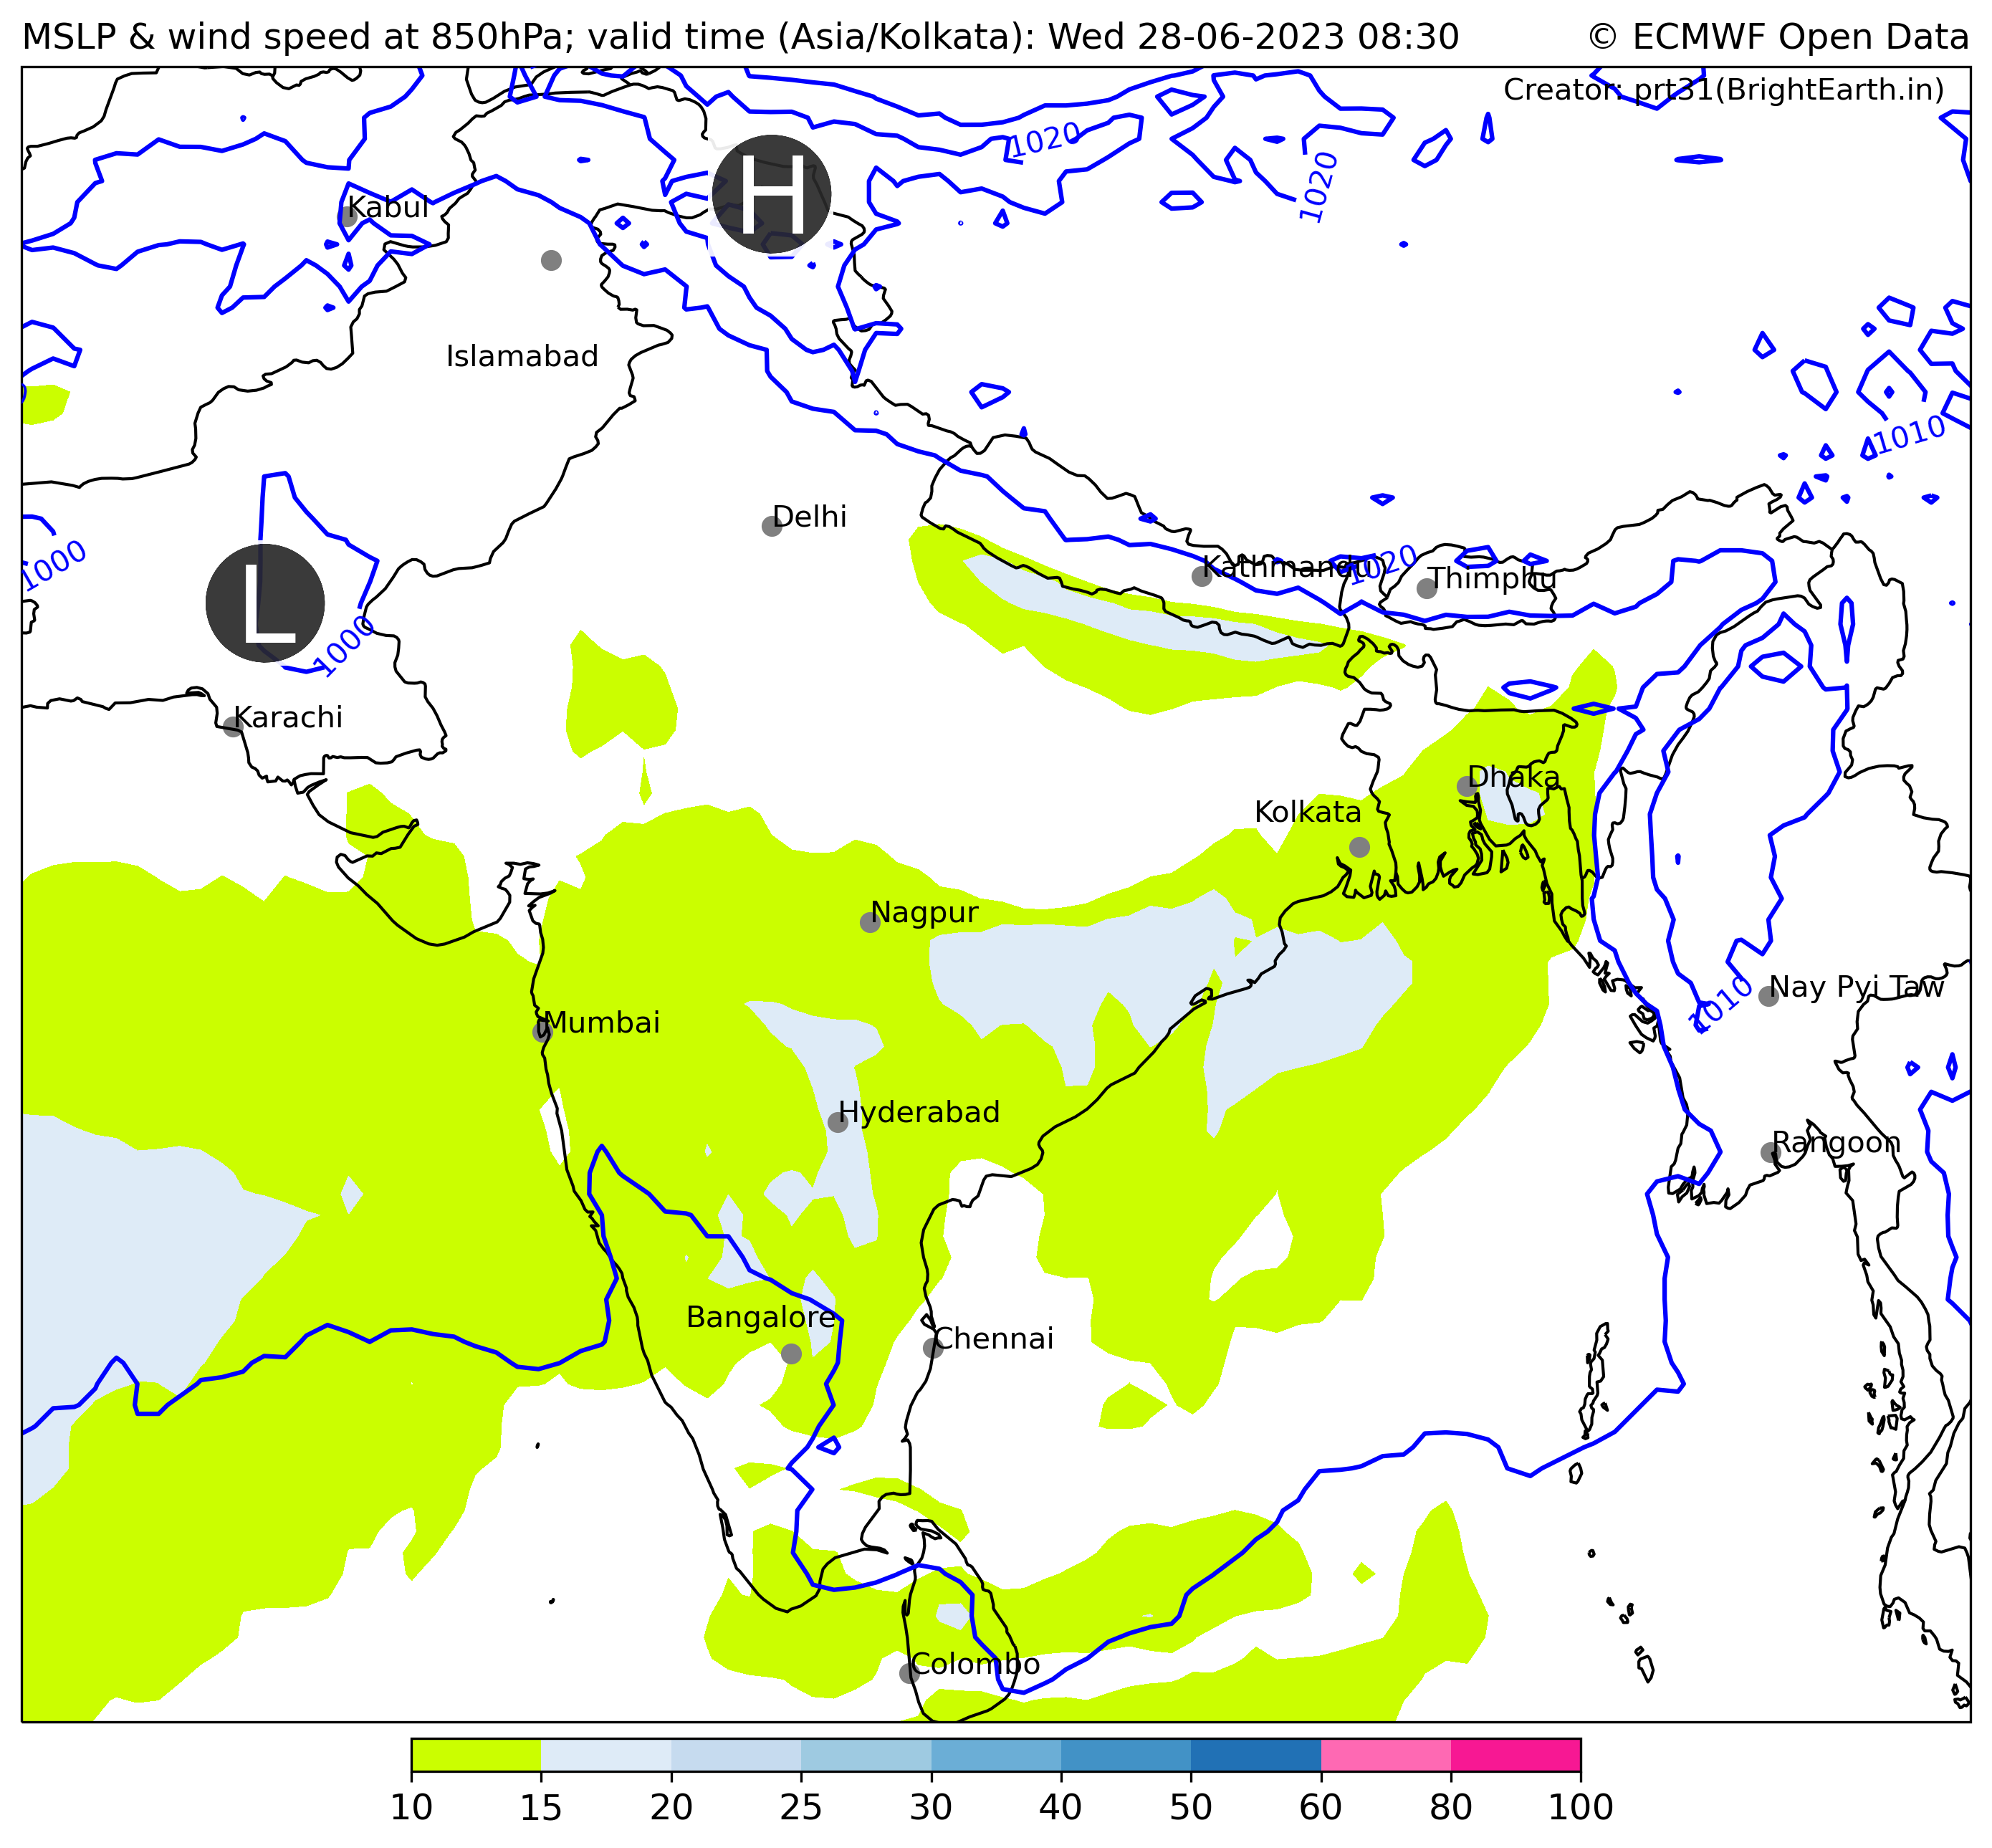 MSLP & wind speed at 850hPa; valid time (Asia/Kolkata): Wed 28-06-2023 08:30
© ECMWF Open Data
Creator: prt31(BrightEarth.in)
1020
H
1020
Kabul
Islamabad
1010
Delhi
1000
Kathmandu
1020
Thimphu
L
1000
Karachi
Dhaka
Kolkata
Nagpur
Nay Pyi Taw
1010
Mumbai
Hyderabad
Rangoon
Bangalore
Chennai
Colombo
10 15 20 25 30 40 50 60 80 100